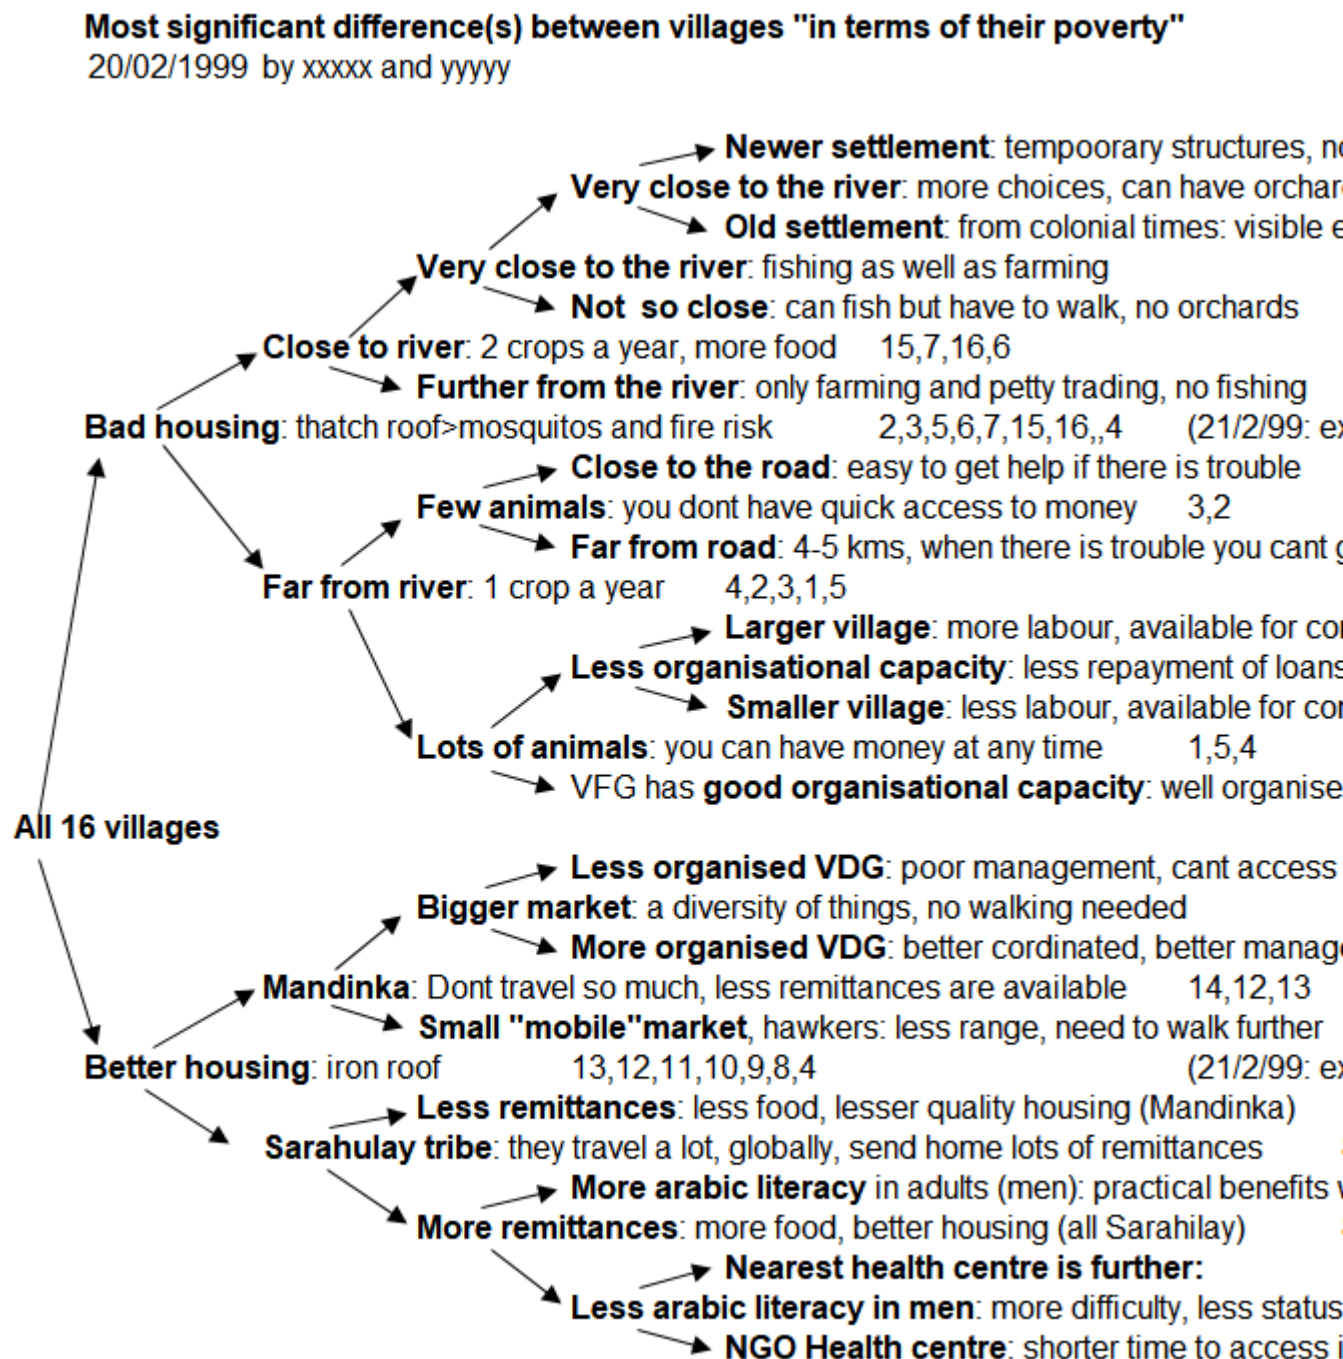 Most significant difference(s) between villages "in terms of their poverty"
20/02/1999 by xxxxx and yyyyy
Newer settlement: tempoorary structures,
Very close to the river: more choices, can have
Old settlement: from colonial times: visible
Very close to the river: fishing as well as farming
Not so close: can fish but have to walk, no orchards
Close to river: 2 crops a year, more food 15,7,16,6
Further from the river: only farming and petty trading, no fishing
Bad housing: thatch roof>mosquitos and fire risk 2,3,5,6,7,15,16,,4 (21/2/99:
Close to the road: easy to get help if there is trouble
Few animals: you dont have quick access to money 3,2
Far from road: 4-5 kms, when there is trouble you cant
Far from river: 1 crop a year 4,2,3,1,5
Larger village: more labour, available for
Less organisational capacity: less repayment of loans
Smaller village: less labour, available for
Lots of animals: you can have money at any time 1,5,4
VFG has good organisational capacity: well
All 16 villages
Less organised VDG: poor management, cant access
Bigger market: a diversity of things, no walking needed
More organised VDG: better cordinated, better
Mandinka: Dont travel so much, less remittances are available 14,12,13
Small "mobile"market, hawkers: less range, need to walk further
Better housing: iron roof 13,12,11,10,9,8,4 (21/2/99:
Less remittances: less food, lesser quality housing (Mandinka)
Sarahulay tribe: they travel a lot, globally, send home lots of remittances
More arabic literacy in adults (men): practical benefits
More remittances: more food, better housing (all Sarahilay)
Nearest health centre is further:
Less arabic literacy in men: more difficulty, less status
NGO Health centre: shorter time to access